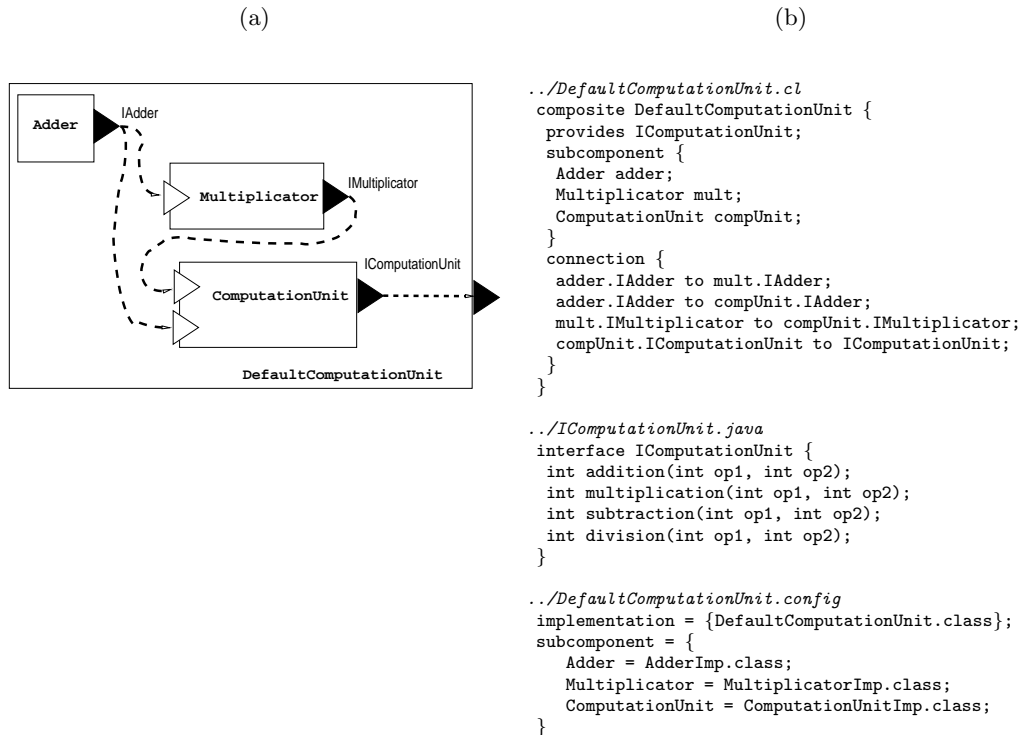 (a)
(b)
Adder
IAdder
Multiplicator
IMultiplicator
ComputationUnit
IComputationUnit
DefaultComputationUnit
../DefaultComputationUnit.cl
composite DefaultComputationUnit {
provides IComputationUnit;
subcomponent {
Adder adder;
Multiplicator mult;
ComputationUnit compUnit;
}
connection {
adder.IAdder to mult.IAdder;
adder.IAdder to compUnit.IAdder;
mult.IMultiplicator to compUnit.IMultiplicator;
compUnit.IComputationUnit to IComputationUnit;
}
}
../IComputationUnit.java
interface IComputationUnit {
int addition(int op1, int op2);
int multiplication(int op1, int op2);
int subtraction(int op1, int op2);
int division(int op1, int op2);
}
../DefaultComputationUnit.config
implementation = {DefaultComputationUnit.class};
subcomponent = {
Adder = AdderImp.class;
Multiplicator = MultiplicatorImp.class;
ComputationUnit = ComputationUnitImp.class;
}